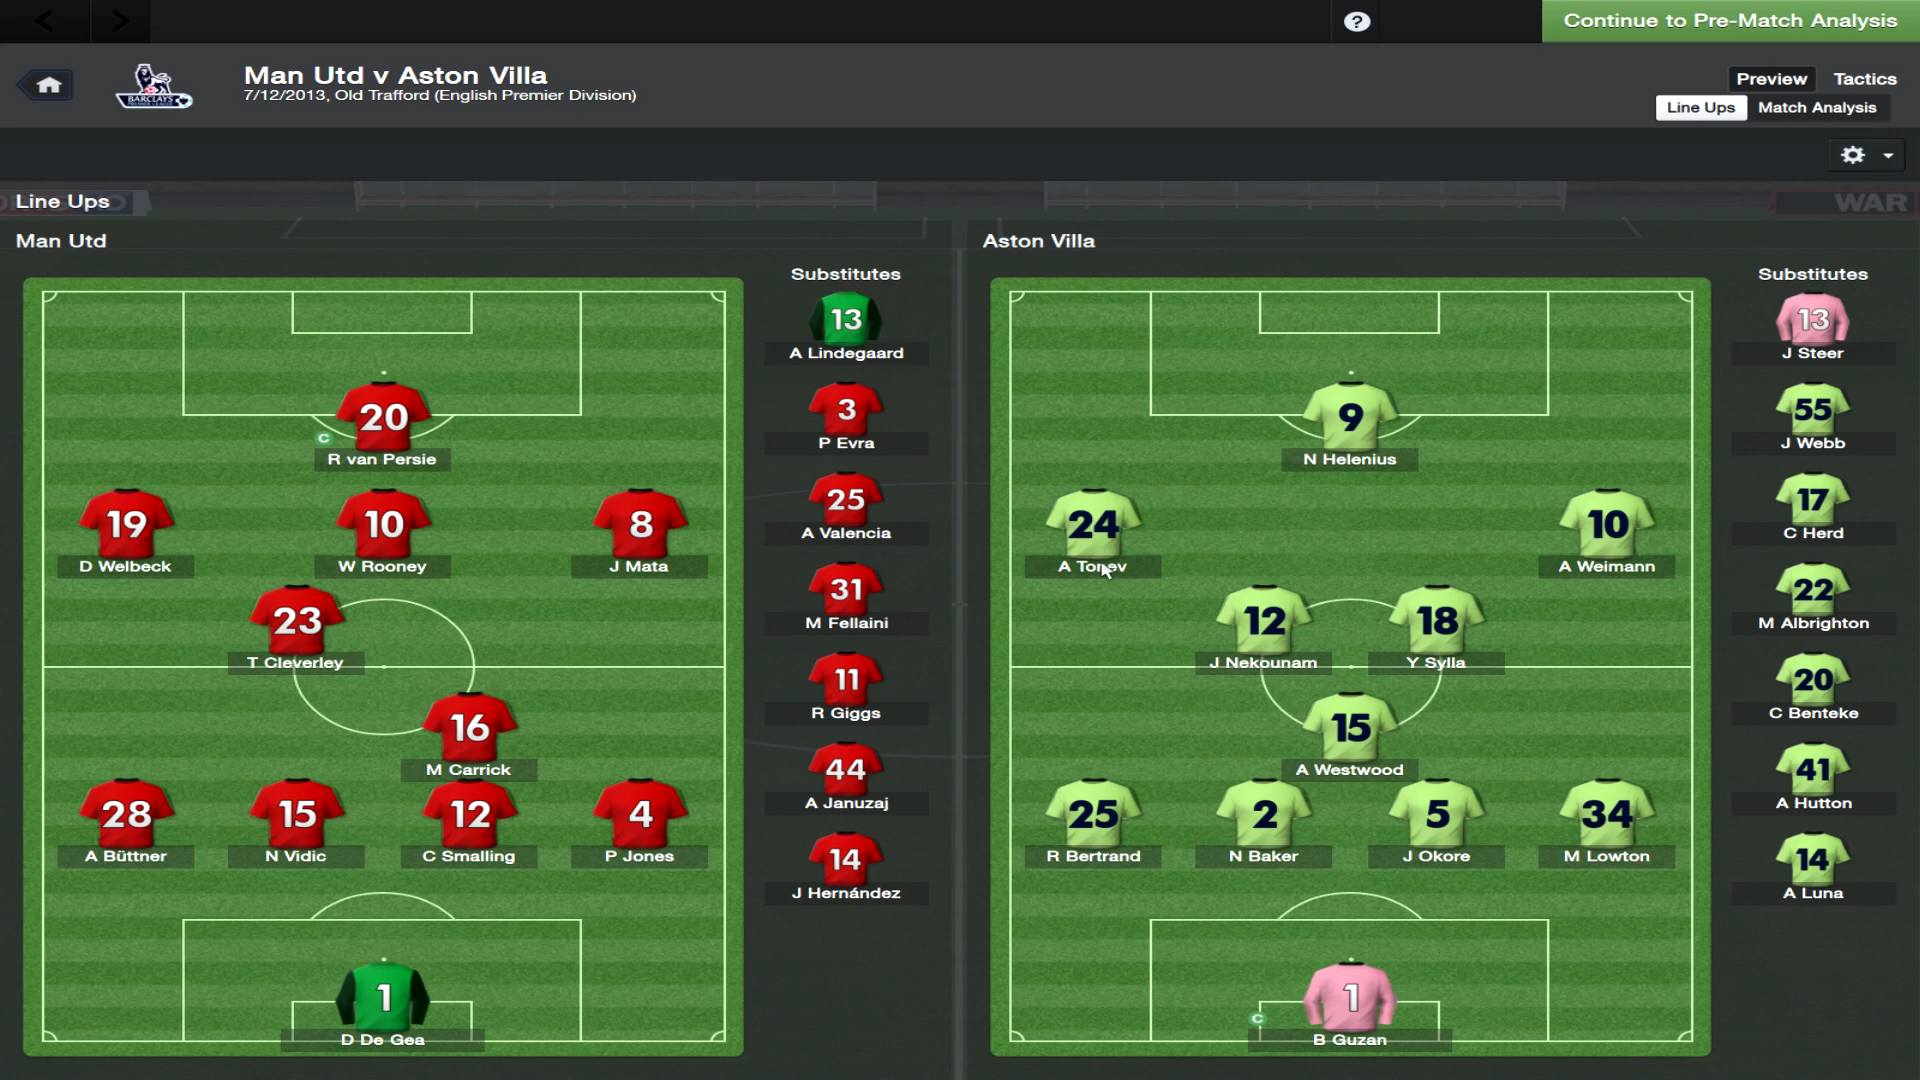 ?
Continue to Pre-Match Analysis
BARCLAYS
PREMIER LEAGUE
Man Utd v Aston Villa
7/12/2013, Old Trafford (English Premier Division)
Preview
Tactics
Line Ups
Match Analysis
Line Ups
WAR
Man Utd
20
C
R van Persie
19
10
8
D Welbeck
W Rooney
J Mata
23
T Cleverley
16
M Carrick
28
15
12
4
A Büttner
N Vidic
C Smalling
P Jones
1
D De Gea
Substitutes
13
A Lindegaard
3
P Evra
25
A Valencia
31
M Fellaini
11
R Giggs
44
A Januzaj
14
J Hernández
Aston Villa
9
N Helenius
24
10
A Tonev
A Weimann
12
18
J Nekounam
Y Sylla
15
A Westwood
25
2
5
34
R Bertrand
N Baker
J Okore
M Lowton
1
C
B Guzan
Substitutes
13
J Steer
55
J Webb
17
C Herd
22
M Albrighton
20
C Benteke
41
A Hutton
14
A Luna